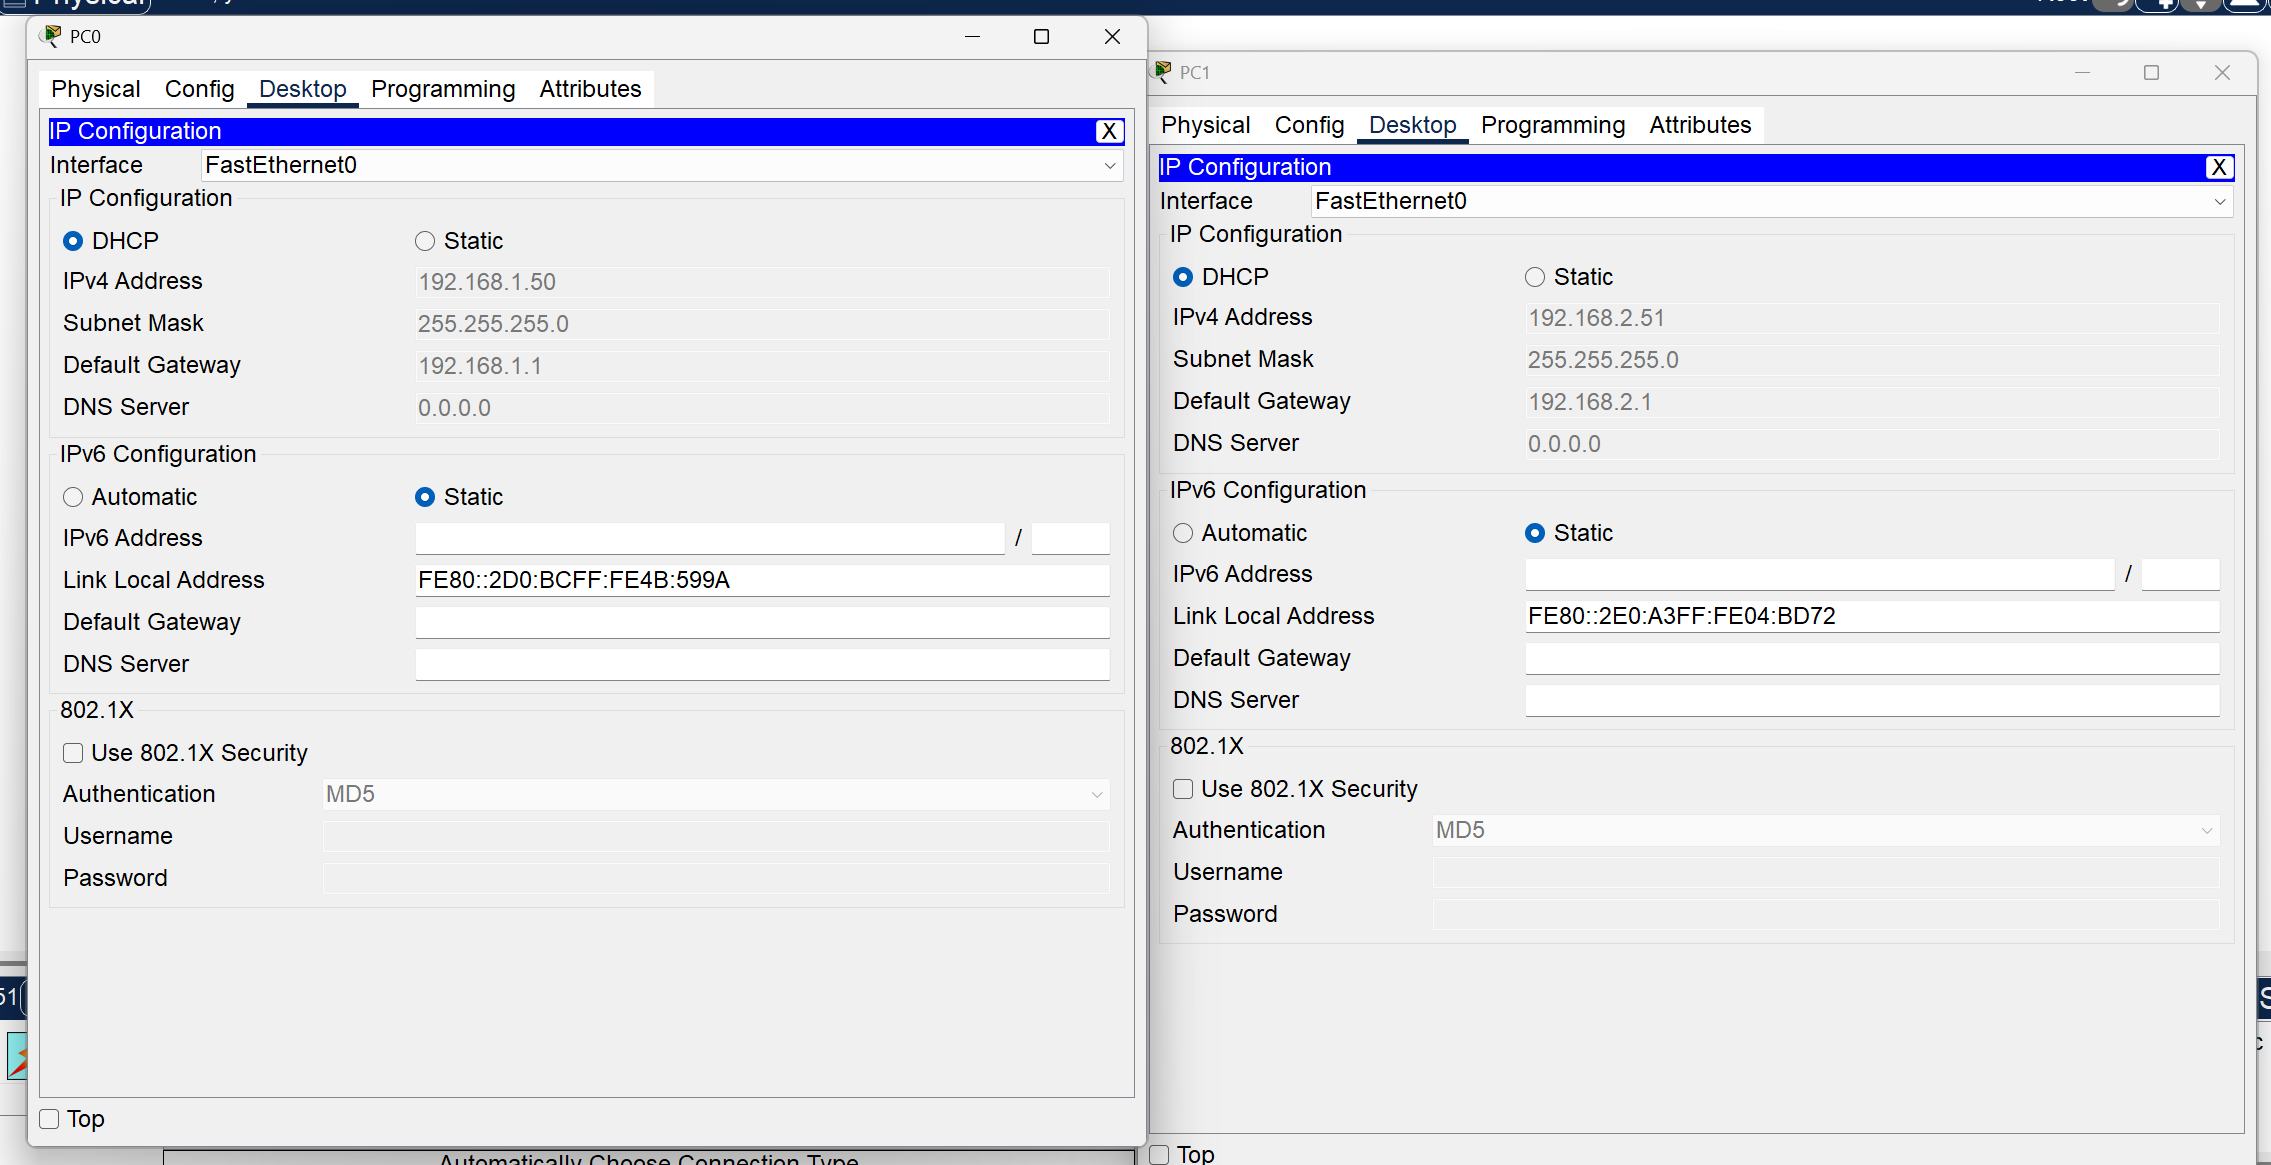 Physical
PC0
Physical Config Desktop Programming Attributes
IP Configuration X
Interface FastEthernet0
IP Configuration
DHCP Static
IPv4 Address 192.168.1.50
Subnet Mask 255.255.255.0
Default Gateway 192.168.1.1
DNS Server 0.0.0.0
IPv6 Configuration
Automatic Static
IPv6 Address /
Link Local Address FE80::2D0:BCFF:FE4B:599A
Default Gateway
DNS Server
802.1X
Use 802.1X Security
Authentication MD5
Username
Password
Top
PC1
Physical Config Desktop Programming Attributes
IP Configuration X
Interface FastEthernet0
IP Configuration
DHCP Static
IPv4 Address 192.168.2.51
Subnet Mask 255.255.255.0
Default Gateway 192.168.2.1
DNS Server 0.0.0.0
IPv6 Configuration
Automatic Static
IPv6 Address /
Link Local Address FE80::2E0:A3FF:FE04:BD72
Default Gateway
DNS Server
802.1X
Use 802.1X Security
Authentication MD5
Username
Password
Top
51
Automatically Choose Connection Type